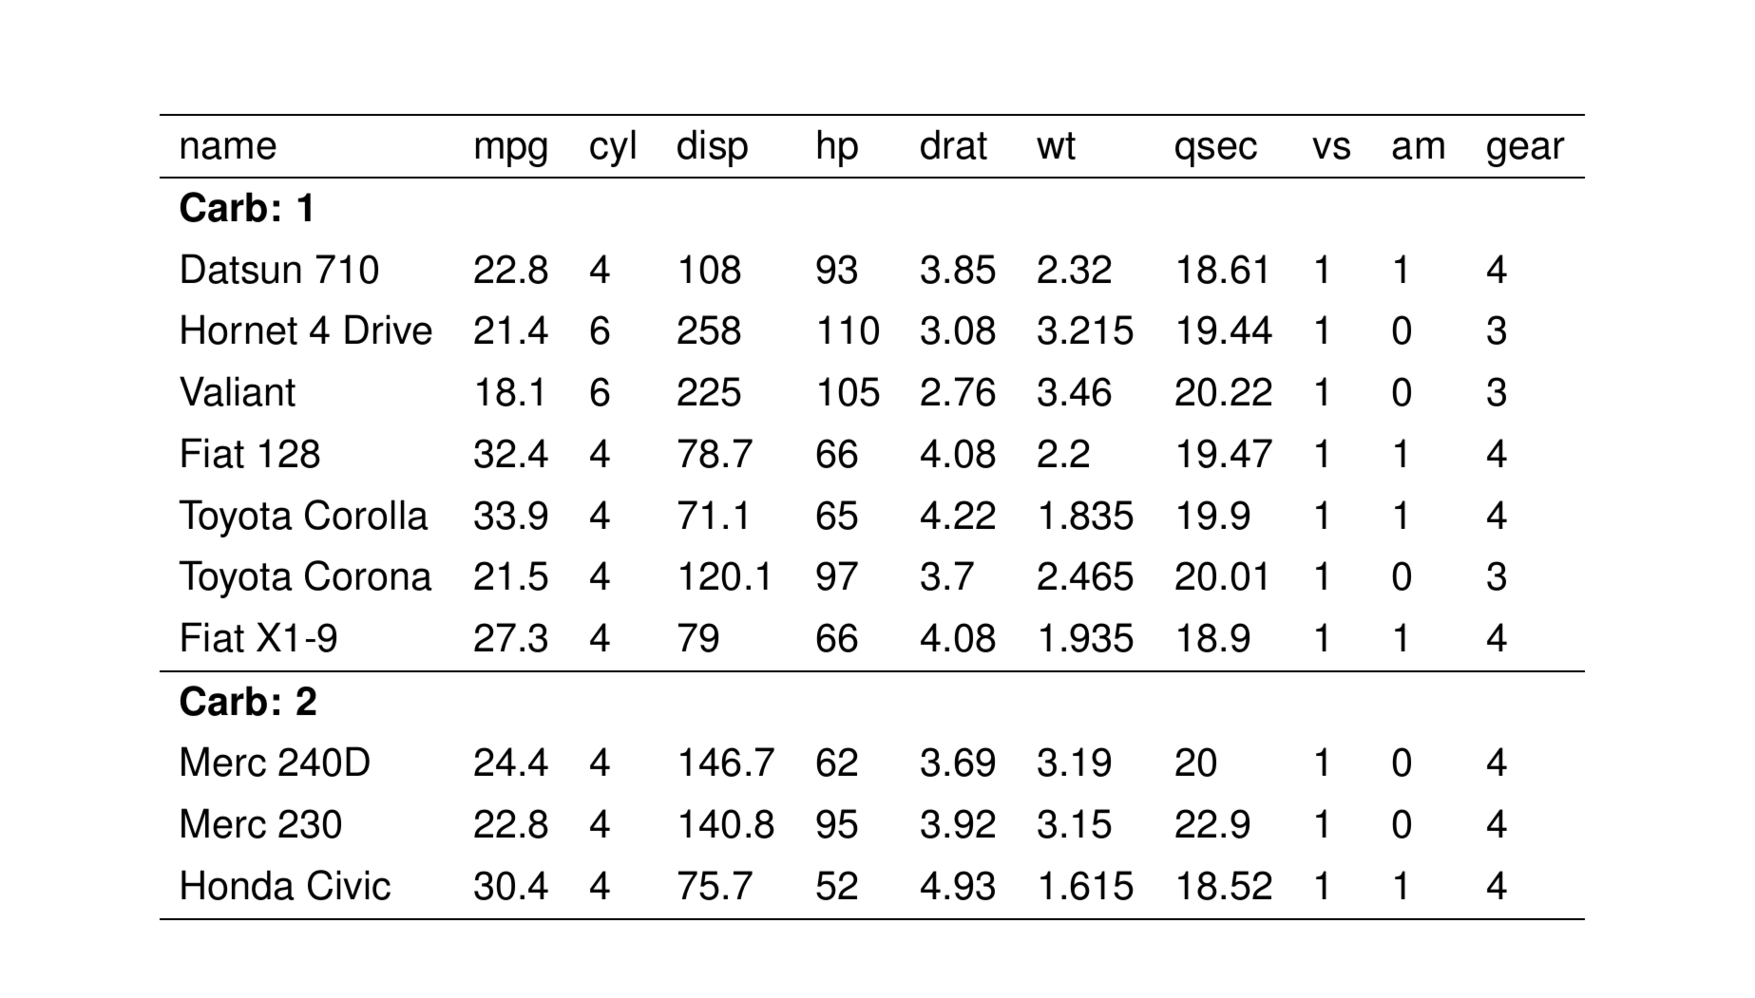 name mpg cyl disp hp drat wt qsec vs am gear
Carb: 1
Datsun 710 22.8 4 108 93 3.85 2.32 18.61 1 1 4
Hornet 4 Drive 21.4 6 258 110 3.08 3.215 19.44 1 0 3
Valiant 18.1 6 225 105 2.76 3.46 20.22 1 0 3
Fiat 128 32.4 4 78.7 66 4.08 2.2 19.47 1 1 4
Toyota Corolla 33.9 4 71.1 65 4.22 1.835 19.9 1 1 4
Toyota Corona 21.5 4 120.1 97 3.7 2.465 20.01 1 0 3
Fiat X1-9 27.3 4 79 66 4.08 1.935 18.9 1 1 4
Carb: 2
Merc 240D 24.4 4 146.7 62 3.69 3.19 20 1 0 4
Merc 230 22.8 4 140.8 95 3.92 3.15 22.9 1 0 4
Honda Civic 30.4 4 75.7 52 4.93 1.615 18.52 1 1 4